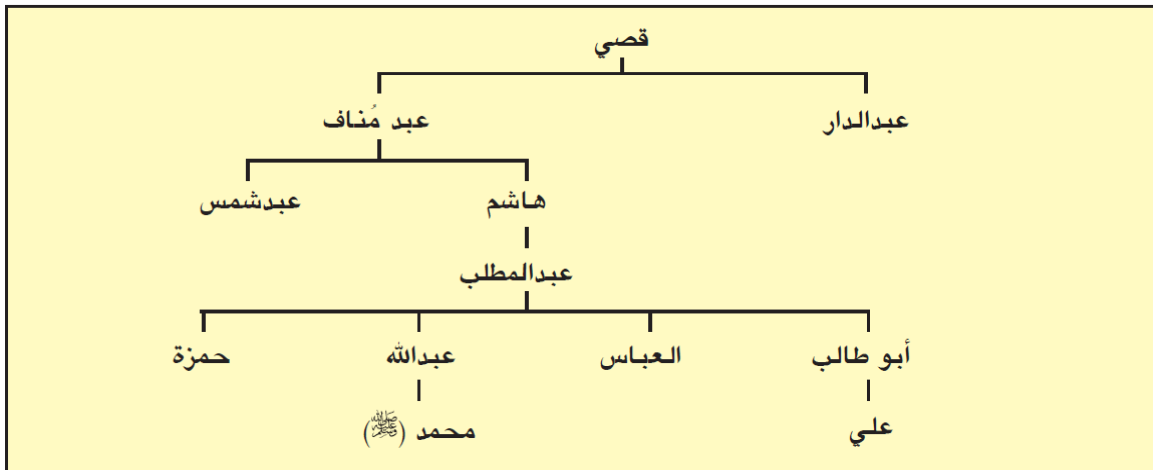 قصي
عبدالدار عبد مُناف
هاشم عبدشمس
عبدالمطلب
أبو طالب العباس عبدالله حمزة
علي محمد (ﷺ)